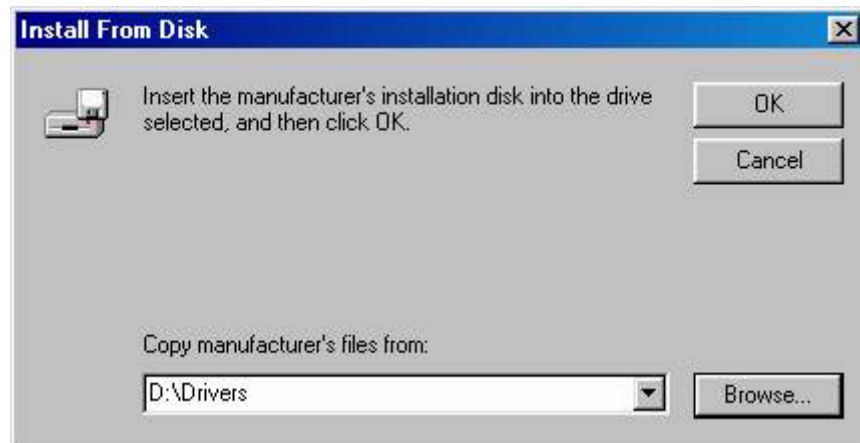 Install From Disk
Insert the manufacturer's installation disk into the drive
selected, and then click OK.
OK
Cancel
Copy manufacturer's files from:
D:\Drivers
Browse...